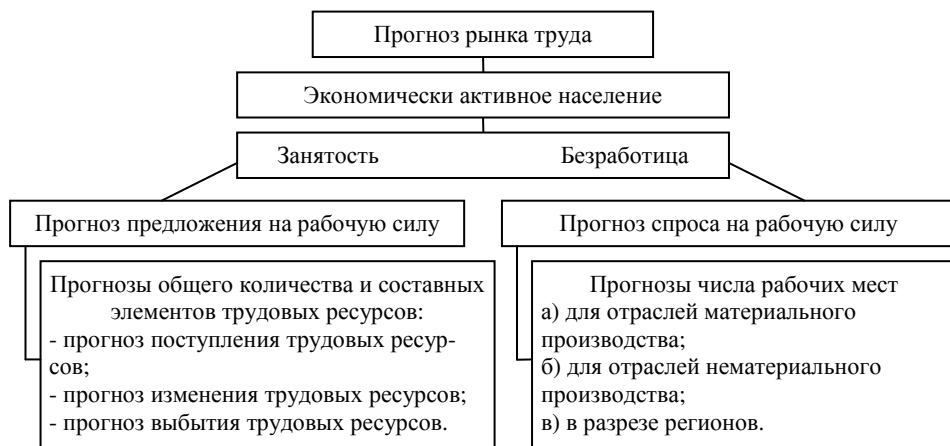 Прогноз рынка труда
Экономически активное население
Занятость Безработица
Прогноз предложения на рабочую силу
Прогноз спроса на рабочую силу
Прогнозы общего количества и составных
элементов трудовых ресурсов:
- прогноз поступления трудовых ресур-
сов;
- прогноз изменения трудовых ресурсов;
- прогноз выбытия трудовых ресурсов.
Прогнозы числа рабочих мест
а) для отраслей материального
производства;
б) для отраслей нематериального
производства;
в) в разрезе регионов.